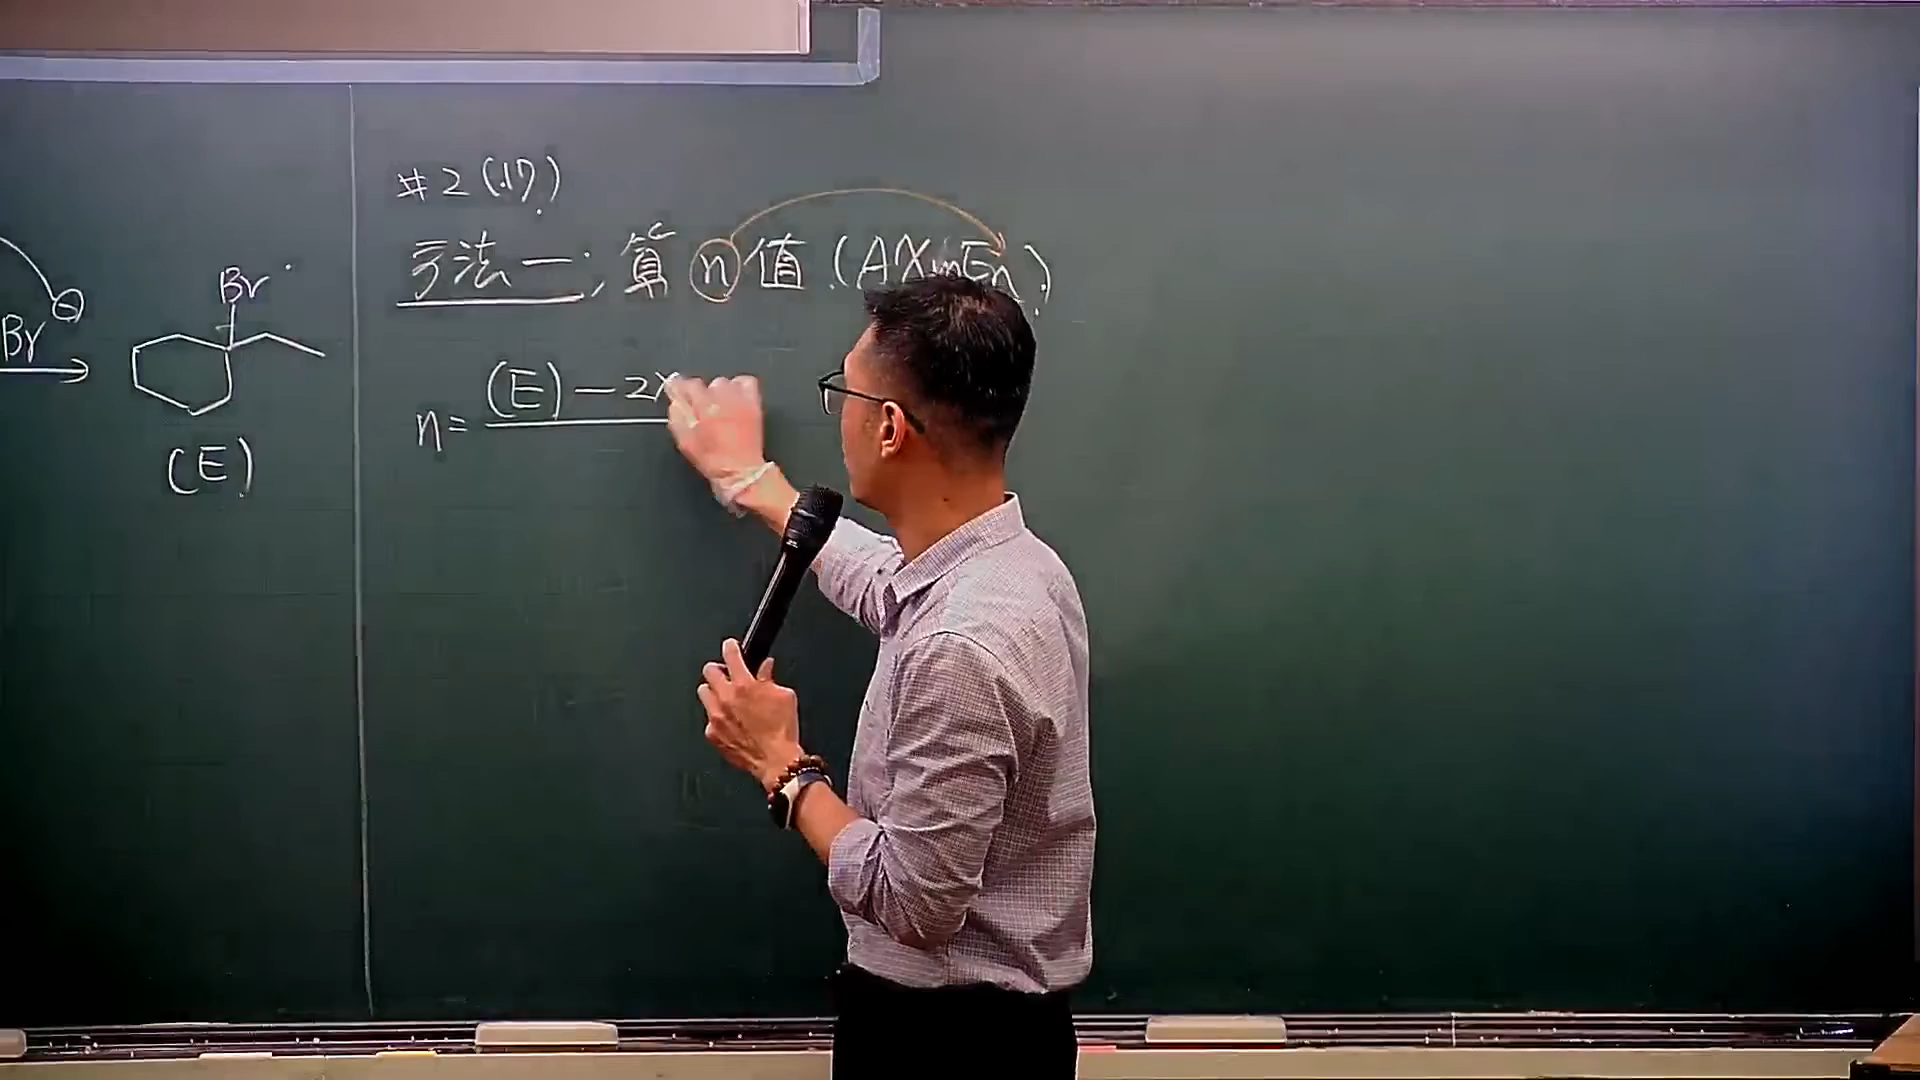 Br ⊖
Br
(E)
#2 (.17)
方法一: 算 n 值 (AXmEn)
n= (E) - 2X